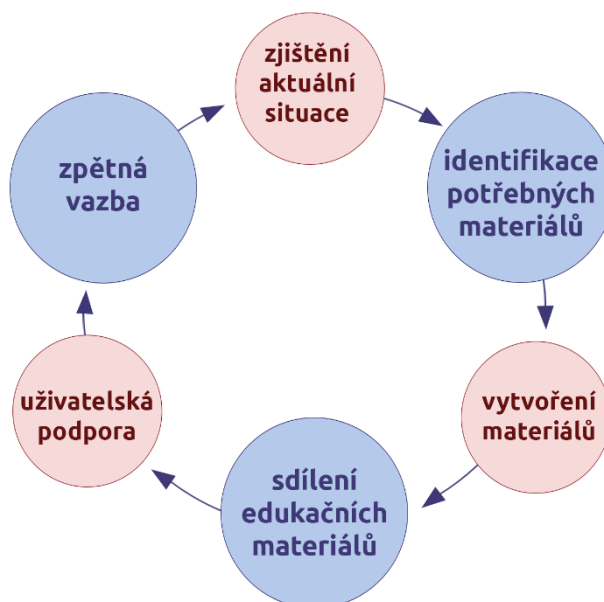 zjištění
aktuální
situace
identifikace
potřebných
materiálů
vytvoření
materiálů
sdílení
edukačních
materiálů
uživatelská
podpora
zpětná
vazba